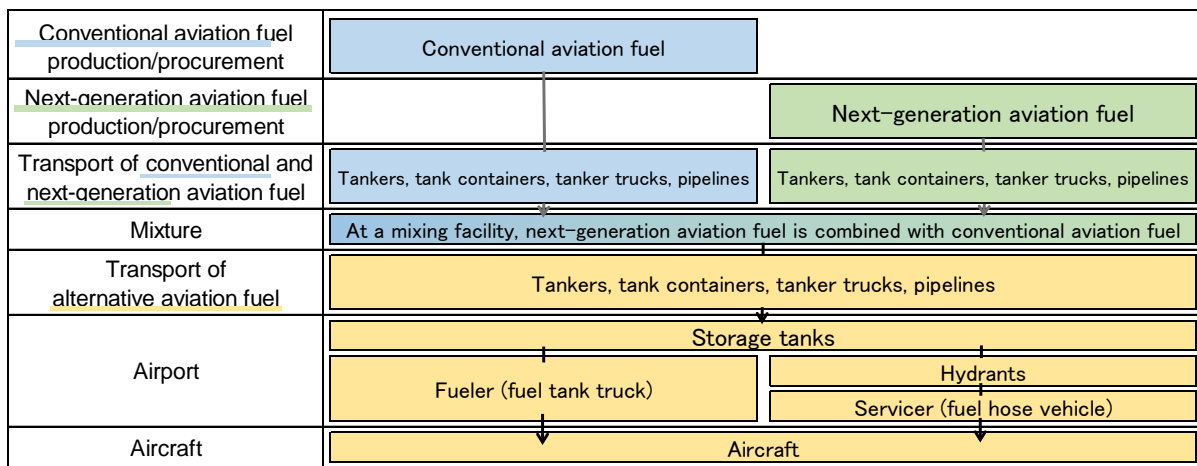 Conventional aviation fuel
production/procurement
Conventional aviation fuel
Next-generation aviation fuel
production/procurement
Next-generation aviation fuel
Transport of conventional and
next-generation aviation fuel
Tankers, tank containers, tanker trucks, pipelines
Tankers, tank containers, tanker trucks, pipelines
Mixture
At a mixing facility, next-generation aviation fuel is combined with conventional aviation fuel
Transport of
alternative aviation fuel
Tankers, tank containers, tanker trucks, pipelines
Airport
Storage tanks
Fueler (fuel tank truck)
Hydrants
Servicer (fuel hose vehicle)
Aircraft
Aircraft